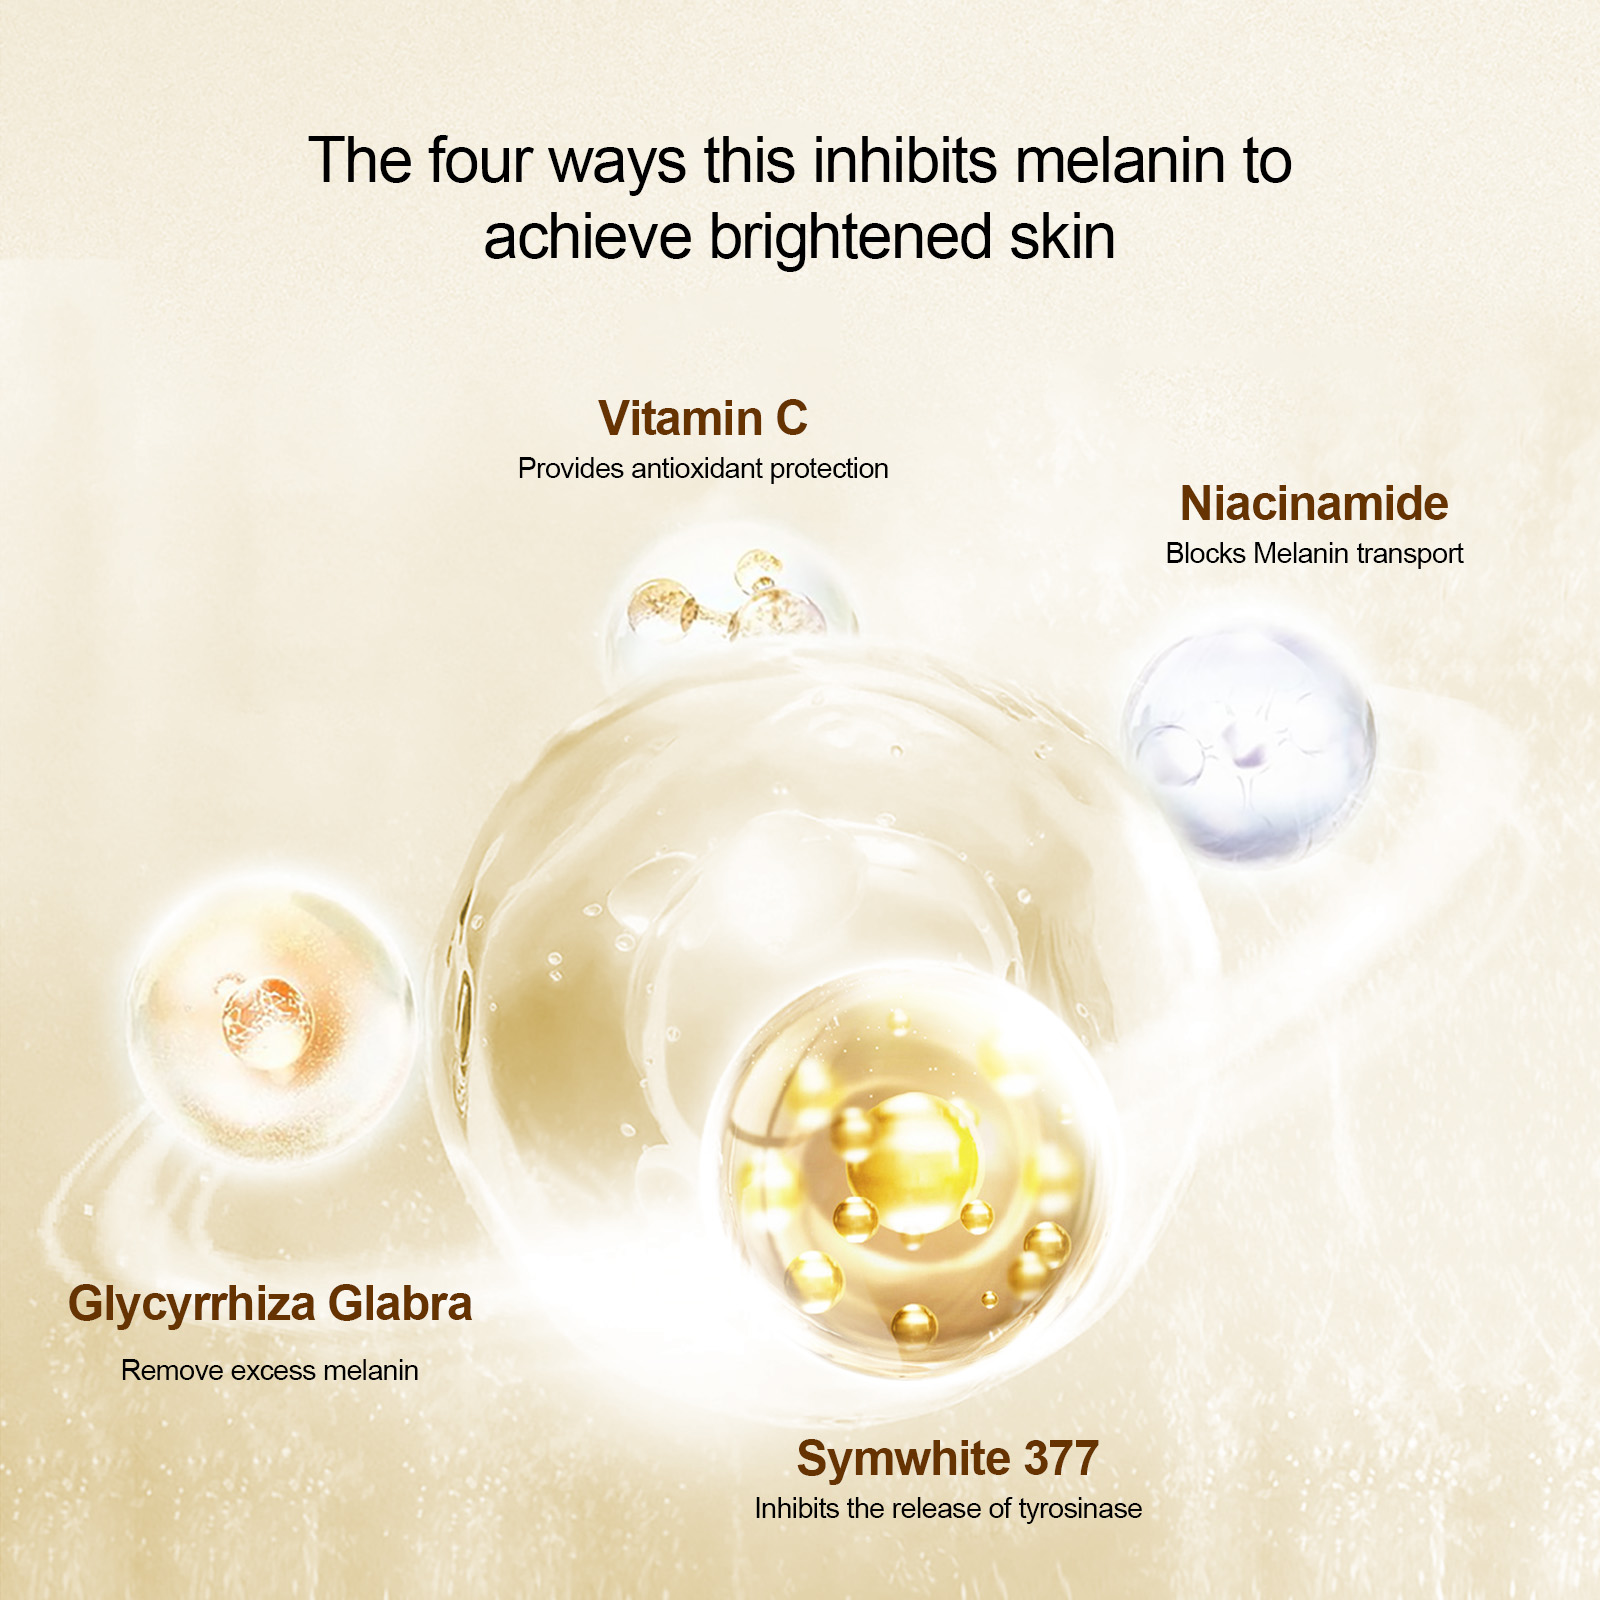 The four ways this inhibits melanin to
achieve brightened skin
Vitamin C
Provides antioxidant protection
Niacinamide
Blocks Melanin transport
Glycyrrhiza Glabra
Remove excess melanin
Symwhite 377
Inhibits the release of tyrosinase